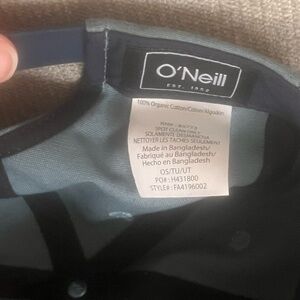 O'Neill
EST. 1952
100% Organic Cotton/Coton/Algodón
SPOT CLEAN ONLY
NETTOYER LES TACHES SEULEMENT
Made in Bangladesh/
Fabriqué au Bangladesh/
Hecho en Bangladesh
OS/TU/UT
PO#: H431800
STYLE#: FA4196002